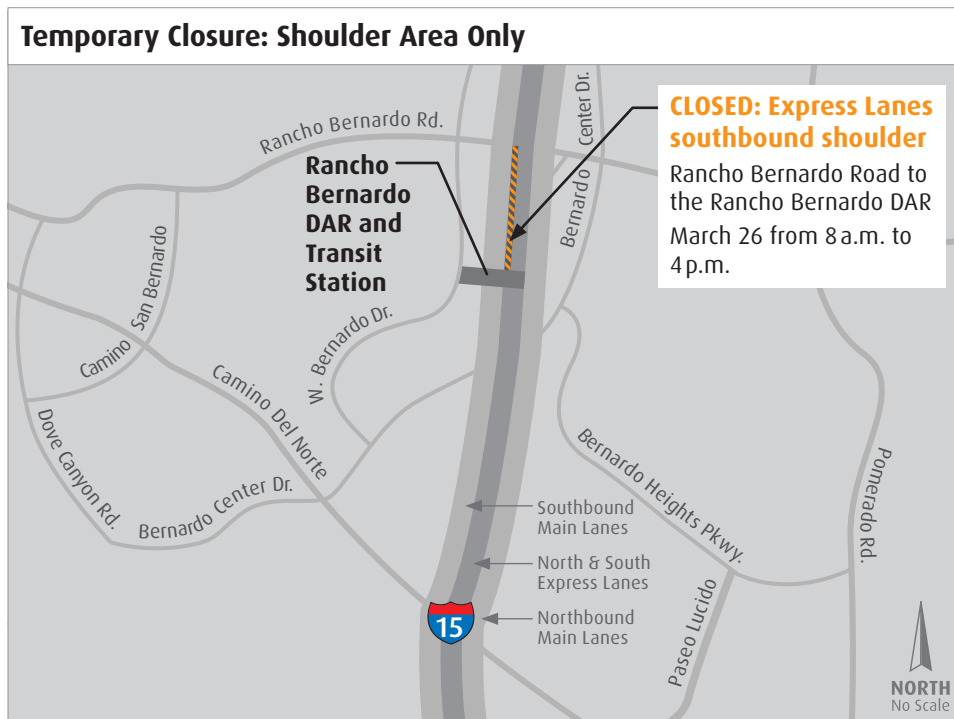 Temporary Closure: Shoulder Area Only
Rancho Bernardo Rd.
Center Dr.
Bernardo
CLOSED: Express Lanes
southbound shoulder
Rancho Bernardo Road to
the Rancho Bernardo DAR
March 26 from 8 a.m. to
4 p.m.
Rancho
Bernardo
DAR and
Transit
Station
Camino San Bernardo
W. Bernardo Dr.
Camino Del Norte
Dove Canyon Rd.
Bernardo Center Dr.
Bernardo Heights Pkwy.
Pomerado Rd.
Southbound
Main Lanes
North & South
Express Lanes
Northbound
Main Lanes
15
Paseo Lucido
NORTH
No Scale